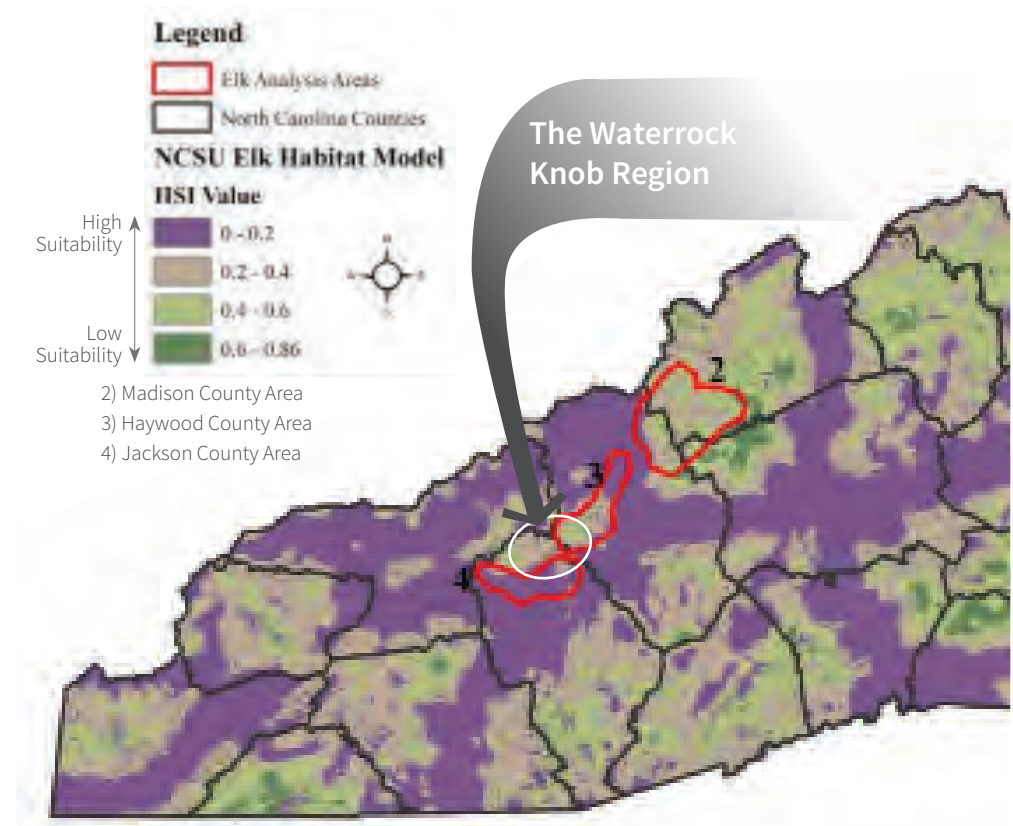 Legend
Elk Analysis Areas
North Carolina Counties
NCSU Elk Habitat Model
HSI Value
High
Suitability
0 - 0.2
0.2 - 0.4
0.4 - 0.6
Low
Suitability
0.6 - 0.86
2) Madison County Area
3) Haywood County Area
4) Jackson County Area
The Waterrock
Knob Region
2
3
4